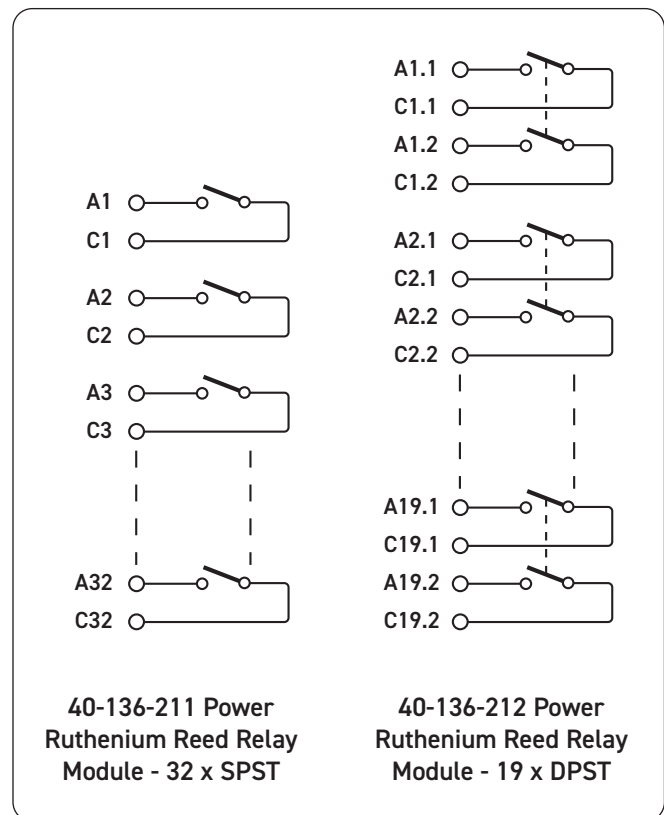 A1
C1
A2
C2
A3
C3
A32
C32
40-136-211 Power
Ruthenium Reed Relay
Module - 32 x SPST
A1.1
C1.1
A1.2
C1.2
A2.1
C2.1
A2.2
C2.2
A19.1
C19.1
A19.2
C19.2
40-136-212 Power
Ruthenium Reed Relay
Module - 19 x DPST